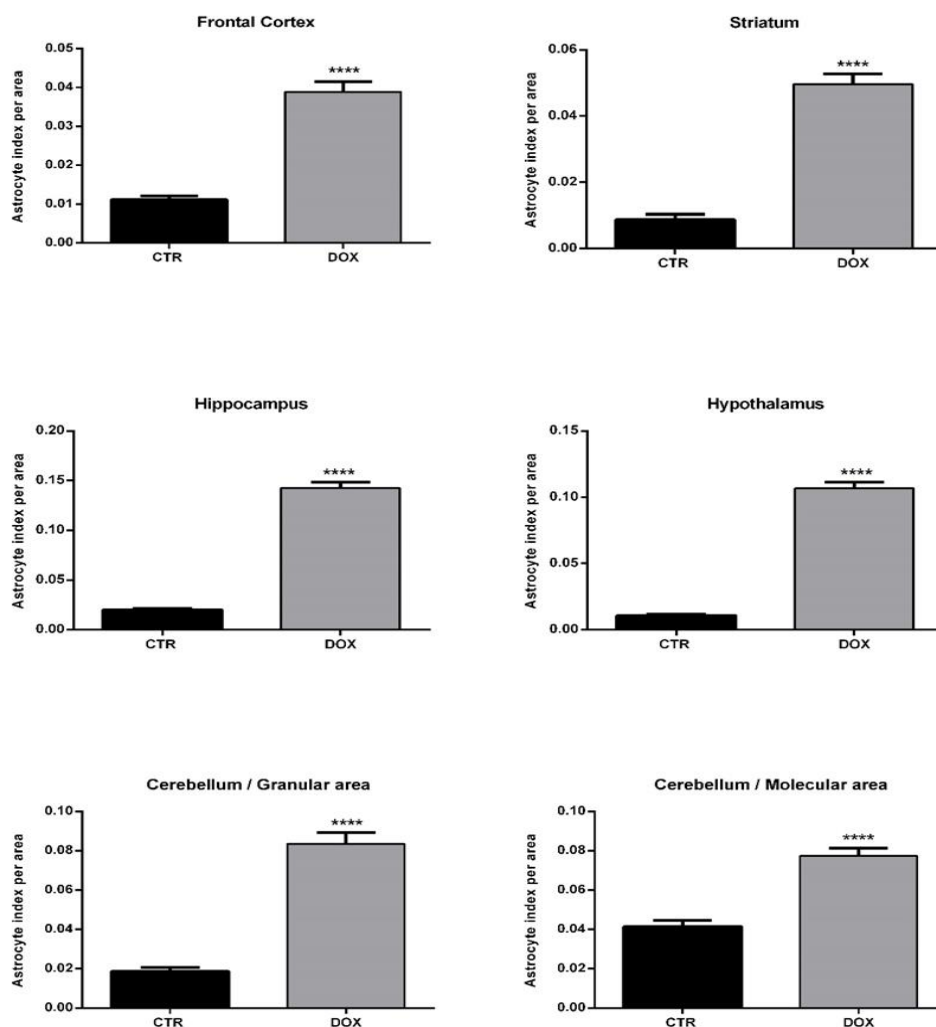 Frontal Cortex
Astrocyte index per area
0.05
0.04
0.03
0.02
0.01
0.00
****
CTR
DOX
Striatum
Astrocyte index per area
0.06
0.04
0.02
0.00
****
CTR
DOX
Hippocampus
Astrocyte index per area
0.20
0.15
0.10
0.05
0.00
****
CTR
DOX
Hypothalamus
Astrocyte index per area
0.15
0.10
0.05
0.00
****
CTR
DOX
Cerebellum / Granular area
Astrocyte index per area
0.10
0.08
0.06
0.04
0.02
0.00
****
CTR
DOX
Cerebellum / Molecular area
Astrocyte index per area
0.10
0.08
0.06
0.04
0.02
0.00
****
CTR
DOX